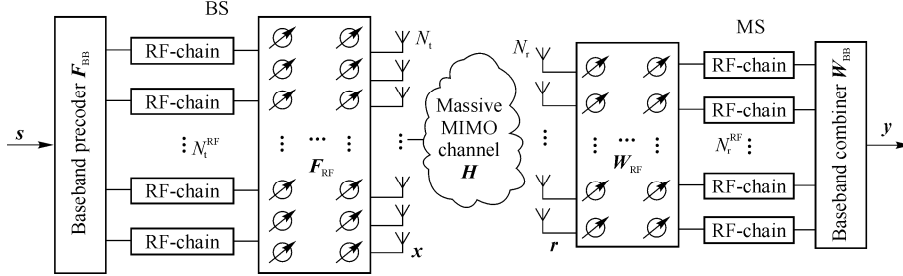 BS
MS
s
Baseband precoder F_BB
RF-chain
RF-chain
⋮ N_t^RF
RF-chain
RF-chain
⋮ ⋯ ⋮
F_RF
N_t
⋮
x
Massive
MIMO
channel
H
N_r
⋮
r
⋮ ⋯ ⋮
W_RF
RF-chain
RF-chain
N_r^RF ⋮
RF-chain
RF-chain
Baseband combiner W_BB
y